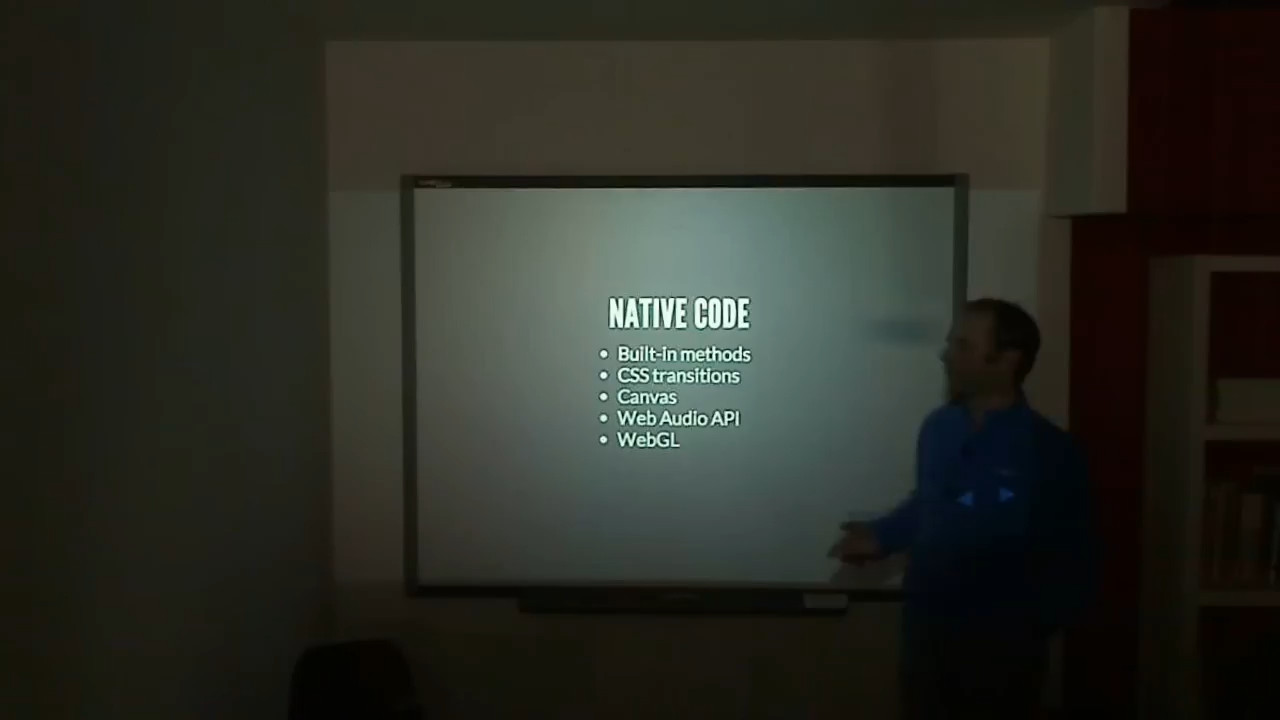 NATIVE CODE
• Built-in methods
• CSS transitions
• Canvas
• Web Audio API
• WebGL